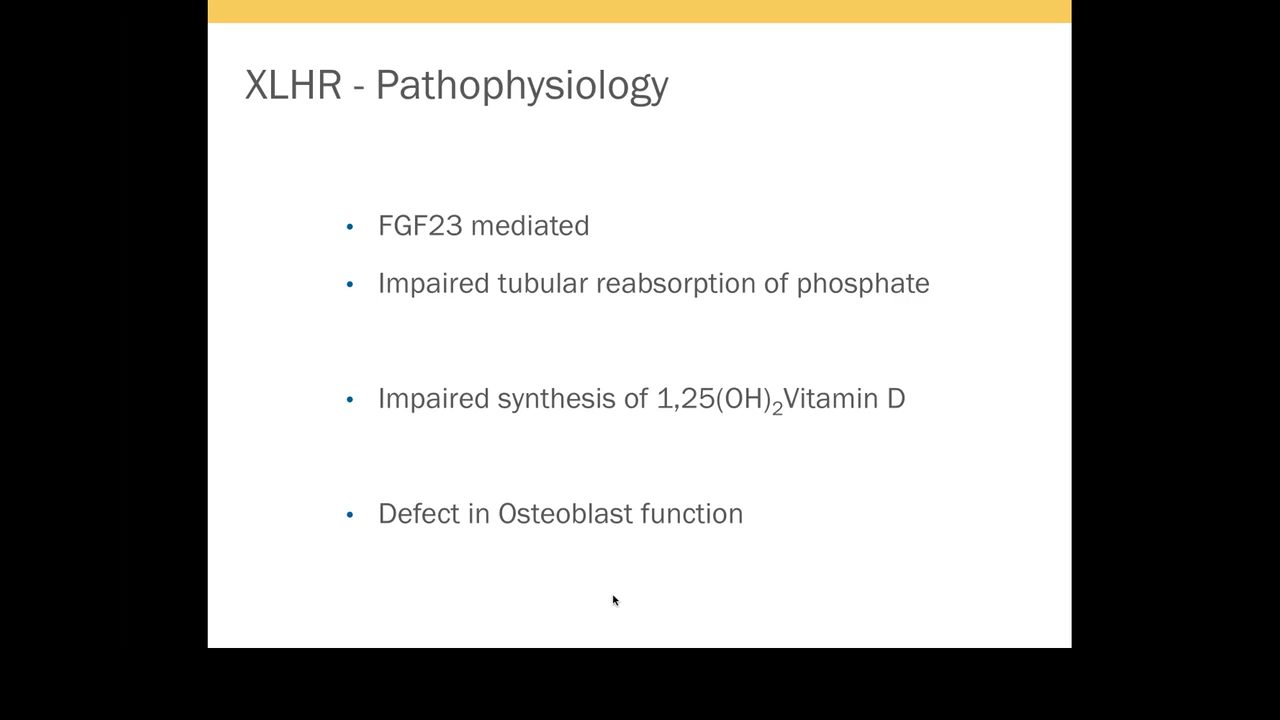 XLHR - Pathophysiology
• FGF23 mediated
• Impaired tubular reabsorption of phosphate
• Impaired synthesis of 1,25(OH)₂Vitamin D
• Defect in Osteoblast function